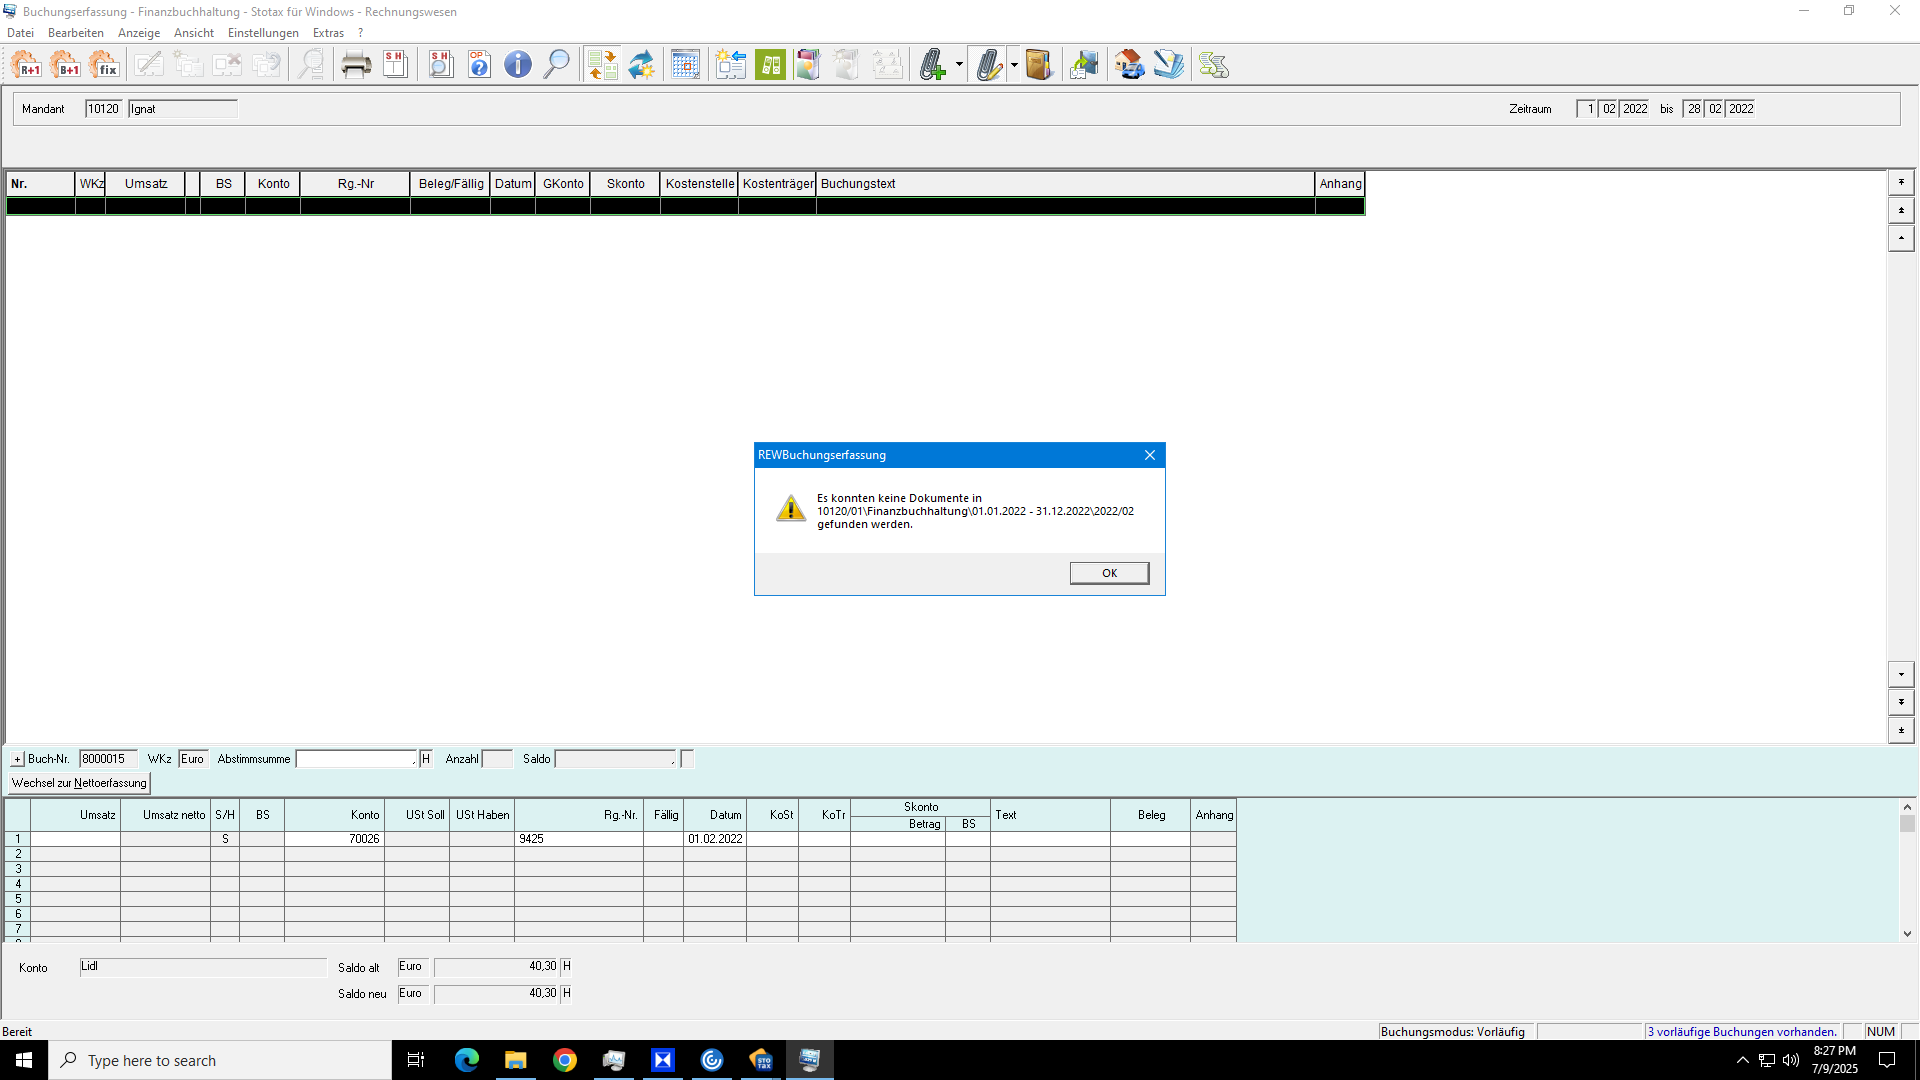 Buchungserfassung - Finanzbuchhaltung - Stotax für Windows - Rechnungswesen
Datei Bearbeiten Anzeige Ansicht Einstellungen Extras ?
R+1 B+1 fix S H S H OP
Mandant 10120 Ignat Zeitraum 1 02 2022 bis 28 02 2022
Nr. WKz Umsatz BS Konto Rg.-Nr Beleg/Fällig Datum GKonto Skonto Kostenstelle Kostenträger Buchungstext Anhang
REWBuchungserfassung
Es konnten keine Dokumente in
10120/01\Finanzbuchhaltung\01.01.2022 - 31.12.2022\2022/02
gefunden werden.
OK
+ Buch-Nr. 8000015 WKz Euro Abstimmsumme , H Anzahl Saldo ,
Wechsel zur Nettoerfassung
Umsatz Umsatz netto S/H BS Konto USt Soll USt Haben Rg.-Nr. Fällig Datum KoSt KoTr Skonto Text Beleg Anhang
Betrag BS
1 S 70026 9425 01.02.2022
2
3
4
5
6
7
Konto Lidl Saldo alt Euro 40,30 H
Saldo neu Euro 40,30 H
Bereit Buchungsmodus: Vorläufig 3 vorläufige Buchungen vorhanden. NUM
Type here to search STO TAX 8:27 PM
7/9/2025